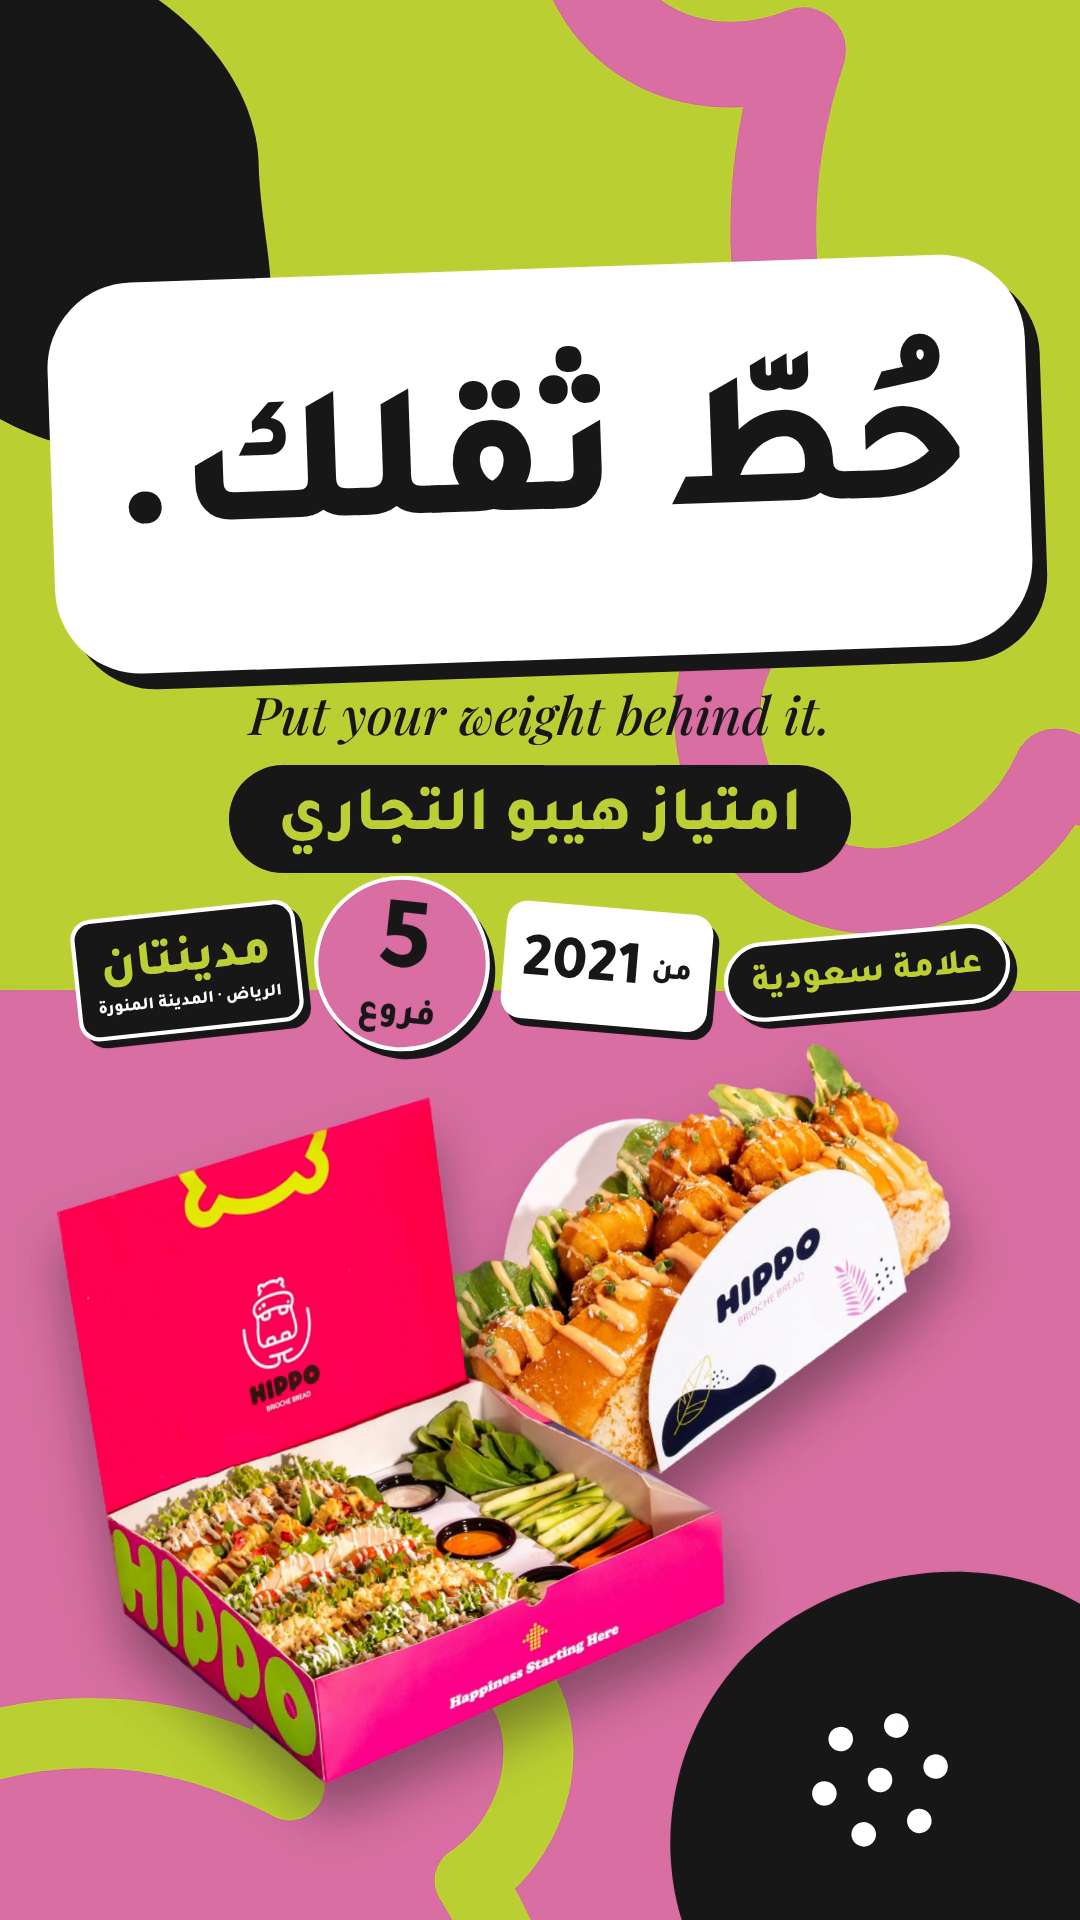 حُطّ ثقلك.
Put your weight behind it.
امتياز هيبو التجاري
علامة سعودية
من 2021
5
فروع
مدينتان
الرياض · المدينة المنورة
HIPPO
BRIOCHE BREAD
HIPPO
BRIOCHE BREAD
HIPPO
Happiness Starting Here